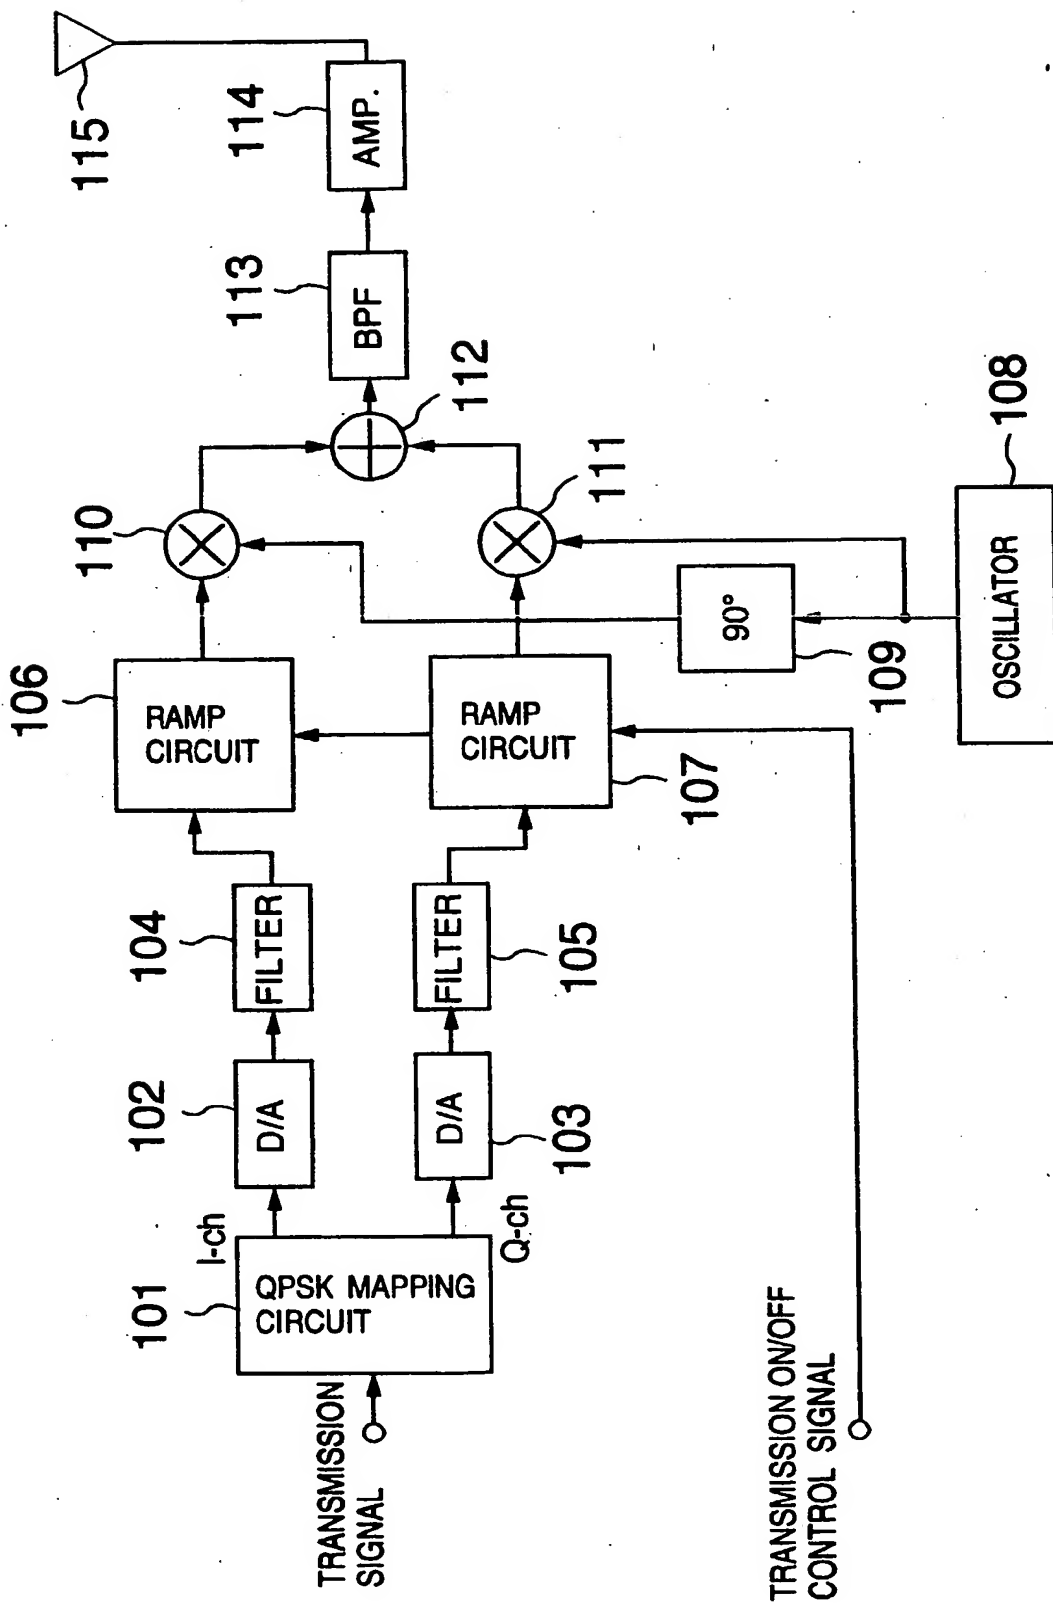 115
114
AMP.
113
BPF
112
110
111
108
OSCILLATOR
90°
109
106
RAMP
CIRCUIT
RAMP
CIRCUIT
107
104
FILTER
FILTER
105
102
D/A
D/A
103
I-ch
Q-ch
101
QPSK MAPPING
CIRCUIT
TRANSMISSION
SIGNAL
TRANSMISSION ON/OFF
CONTROL SIGNAL